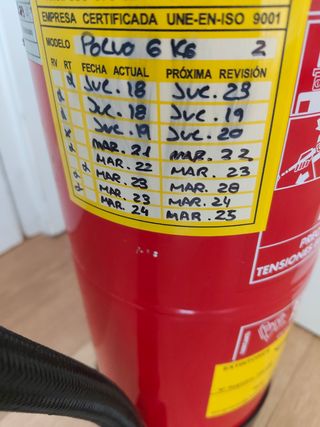 EMPRESA CERTIFICADA UNE-EN-ISO 9001
MODELO POLVO 6 KG 2
RV RT FECHA ACTUAL PRÓXIMA REVISIÓN
x JUL. 18 JUL. 23
x JUL. 18 JUL. 19
x JUL. 19 JUL. 20
x MAR. 21 MAR. 22
x MAR. 22 MAR. 23
x MAR. 23 MAR. 28
x MAR. 23 MAR. 24
MAR. 24 MAR. 25
TENSIONES